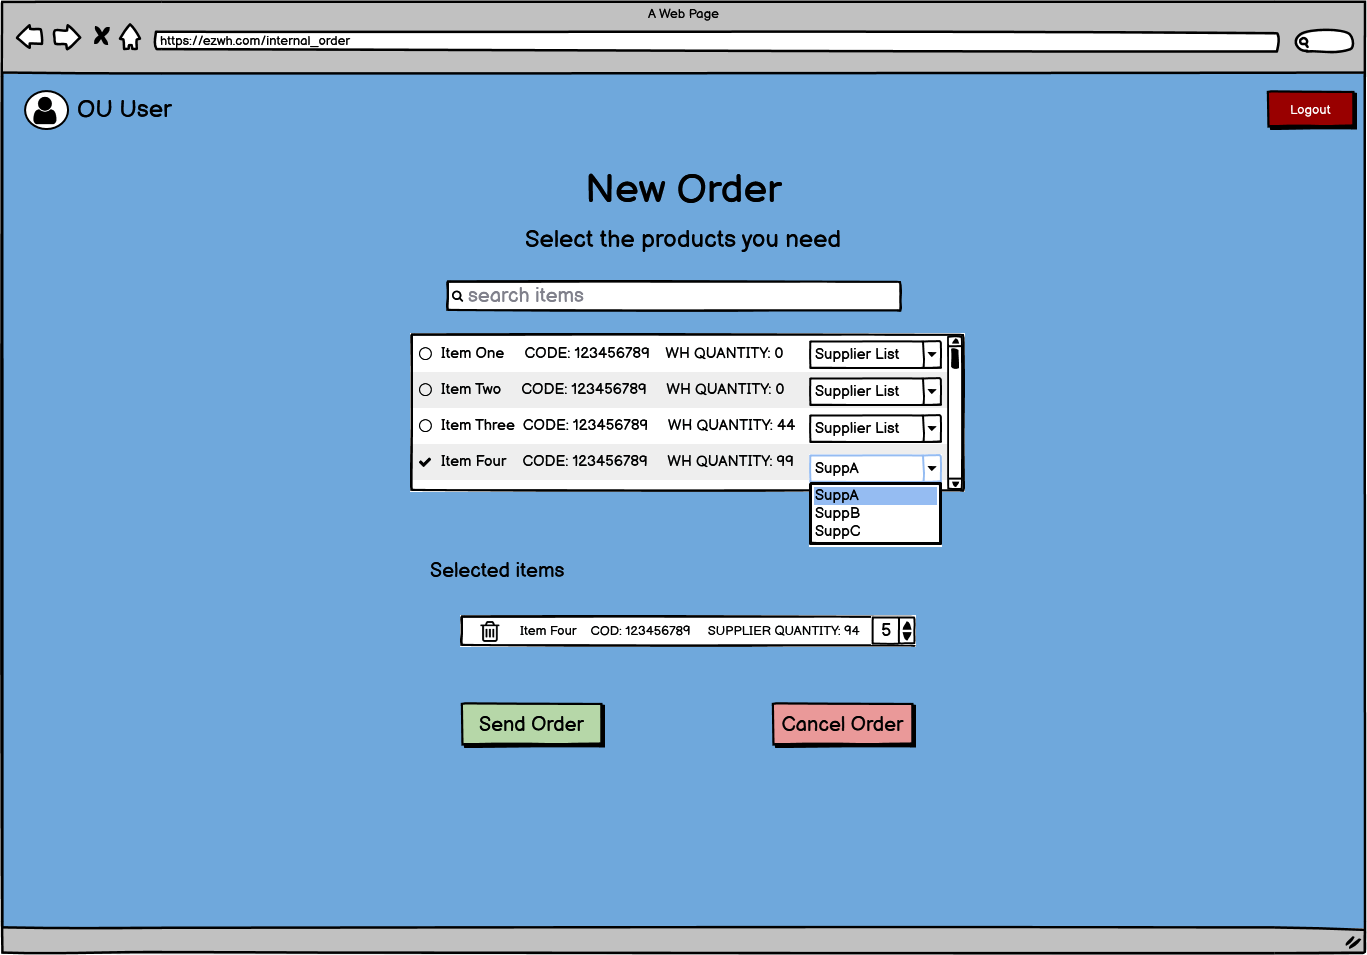 A Web Page
https://ezwh.com/internal_order
OU User
Logout
New Order
Select the products you need
search items
Item One CODE: 123456789 WH QUANTITY: 0 Supplier List
Item Two CODE: 123456789 WH QUANTITY: 0 Supplier List
Item Three CODE: 123456789 WH QUANTITY: 44 Supplier List
Item Four CODE: 123456789 WH QUANTITY: 99 SuppA
SuppA
SuppB
SuppC
Selected items
Item Four COD: 123456789 SUPPLIER QUANTITY: 94 5
Send Order Cancel Order